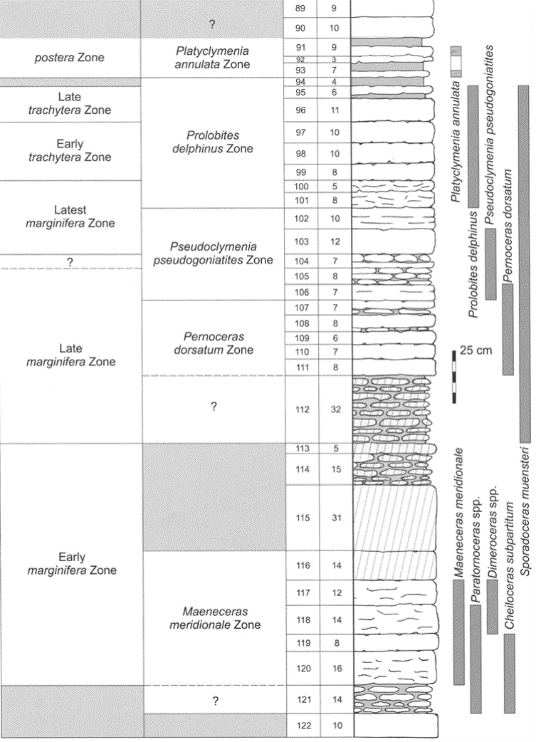 89 9
?
90 10
Platyclymenia
annulata Zone
91 9
postera Zone
92 3
93 7
94 4
95 6
Late
trachytera Zone
96 11
Early
trachytera Zone
Prolobites
delphinus Zone
97 10
98 10
99 8
100 5
101 8
Latest
marginifera Zone
102 10
103 12
Pseudoclymenia
pseudogoniatites Zone
?
104 7
105 8
106 7
107 7
Pernoceras
dorsatum Zone
108 8
109 6
110 7
111 8
Late
marginifera Zone
?
112 32
113 5
114 15
115 31
Early
marginifera Zone
116 14
117 12
Maeneceras
meridionale Zone
118 14
119 8
120 16
?
121 14
122 10
25 cm
Platyclymenia annulata
Prolobites delphinus
Pseudoclymenia pseudogoniatites
Pernoceras dorsatum
Maeneceras meridionale
Paratornoceras spp.
Dimeroceras spp.
Cheiloceras subpartitum
Sporadoceras muensteri